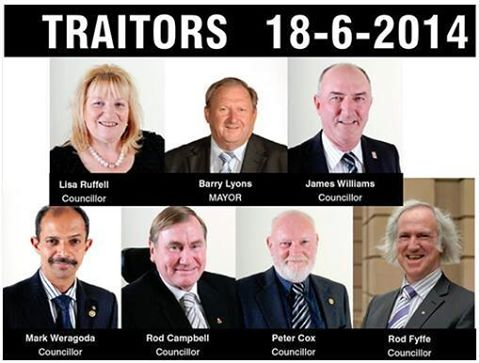 TRAITORS 18-6-2014
Lisa Ruffell
Councillor
Barry Lyons
MAYOR
James Williams
Councillor
Mark Weragoda
Councillor
Rod Campbell
Councillor
Peter Cox
Councillor
Rod Fyffe
Councillor